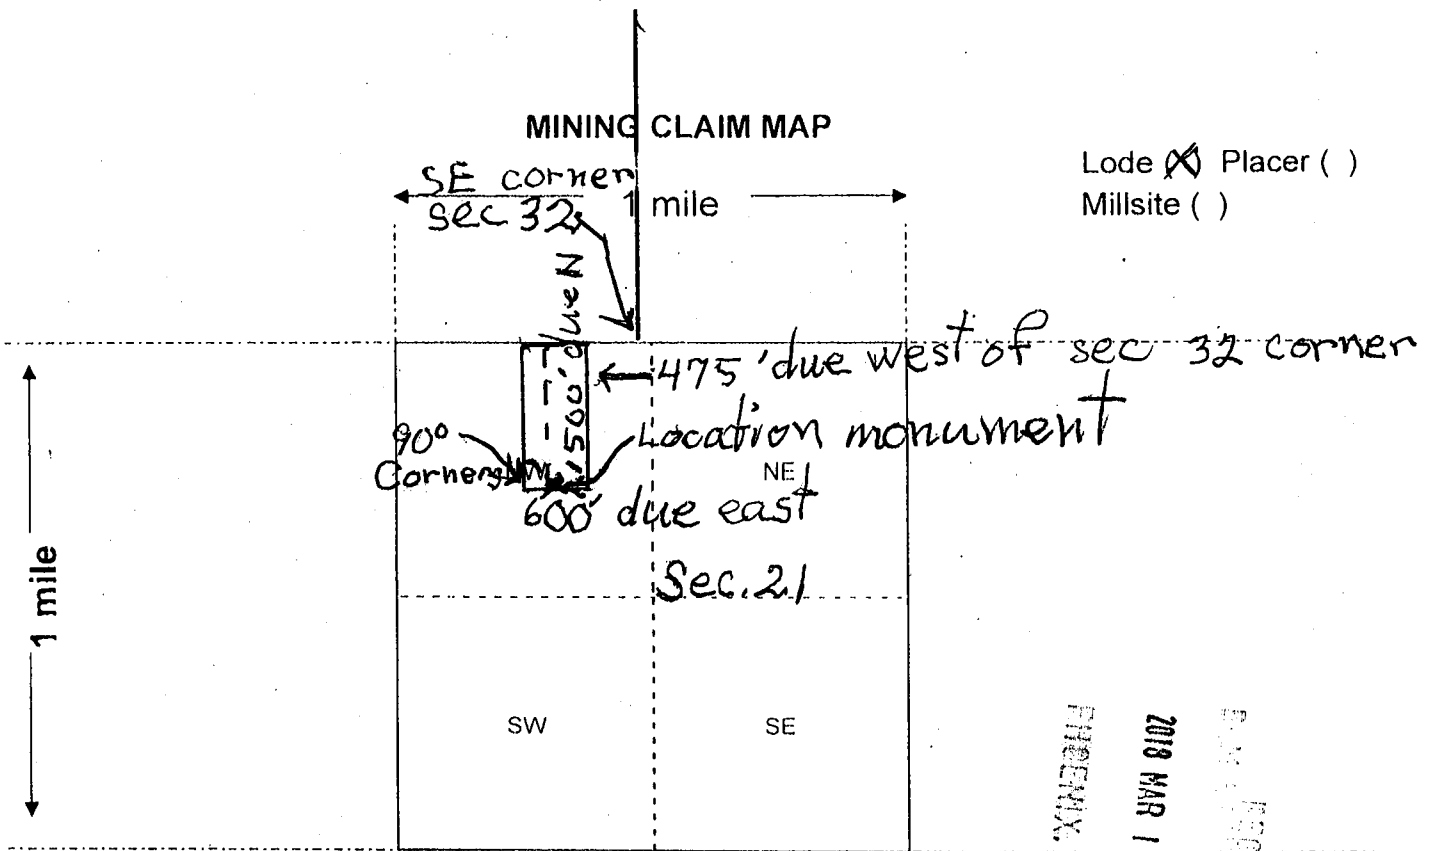 MINING CLAIM MAP
Lode (X) Placer ( )
Millsite ( )
SE corner
sec 32
1 mile
1500' due N
475' due west of sec 32 corner
Location monument
90°
Corners
NW
NE
600' due east
Sec. 21
1 mile
SW
SE
2018 MAR 1
PHOENIX,